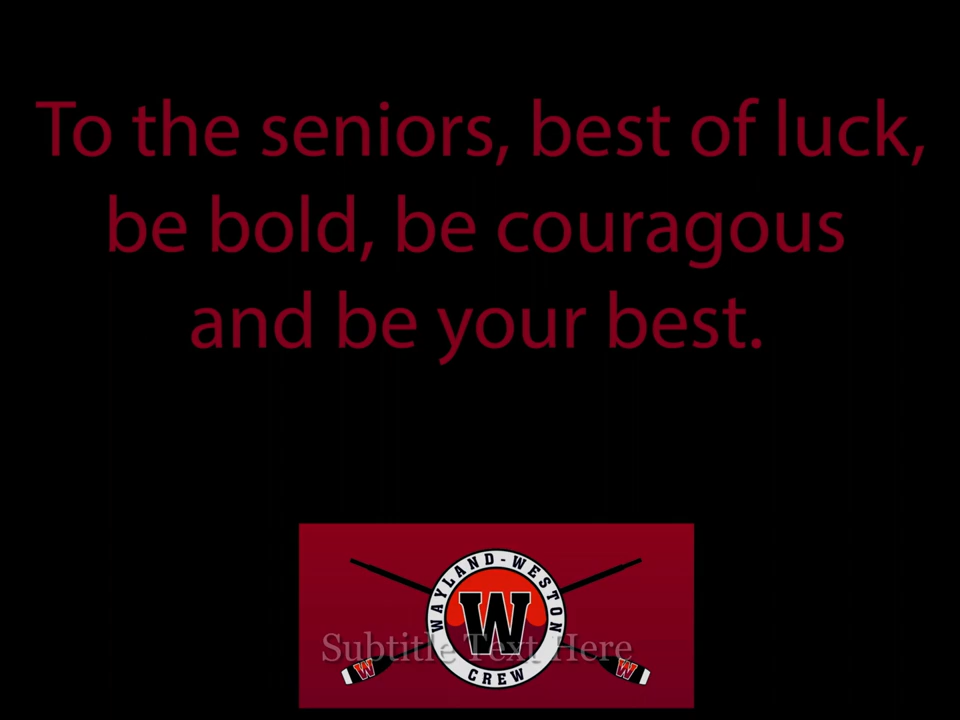 To the seniors, best of luck,
be bold, be couragous
and be your best.
WAYLAND-WESTON
W
Subtitle Text Here
W
W
CREW